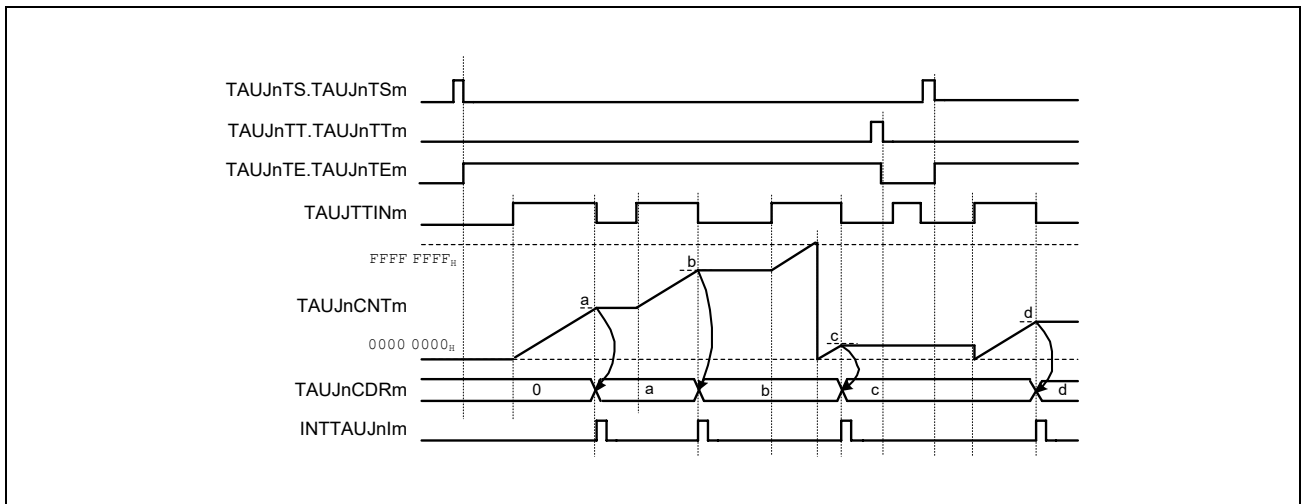 TAUJnTS.TAUJnTSm
TAUJnTT.TAUJnTTm
TAUJnTE.TAUJnTEm
TAUJTTINm
FFFF FFFFH
TAUJnCNTm
0000 0000H
a
b
c
d
TAUJnCDRm
0 a b c d
INTTAUJnIm